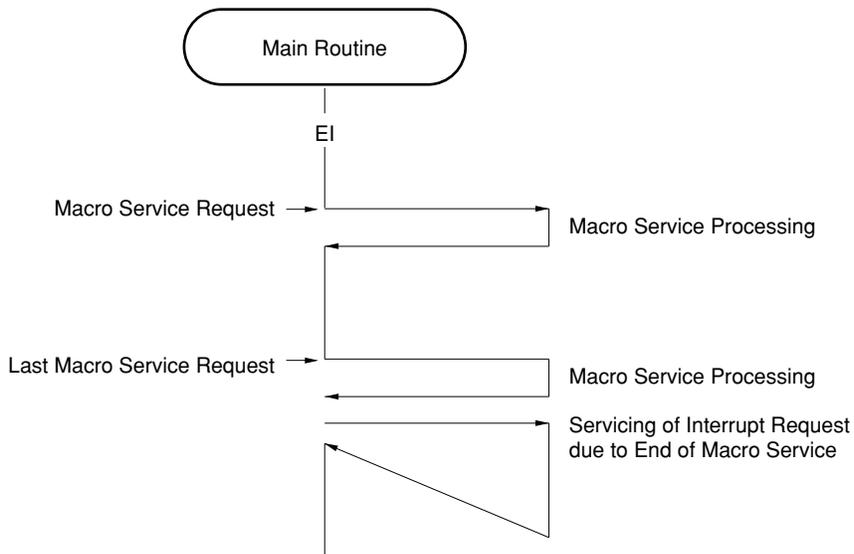 Main Routine
EI
Macro Service Request
Macro Service Processing
Last Macro Service Request
Macro Service Processing
Servicing of Interrupt Request
due to End of Macro Service